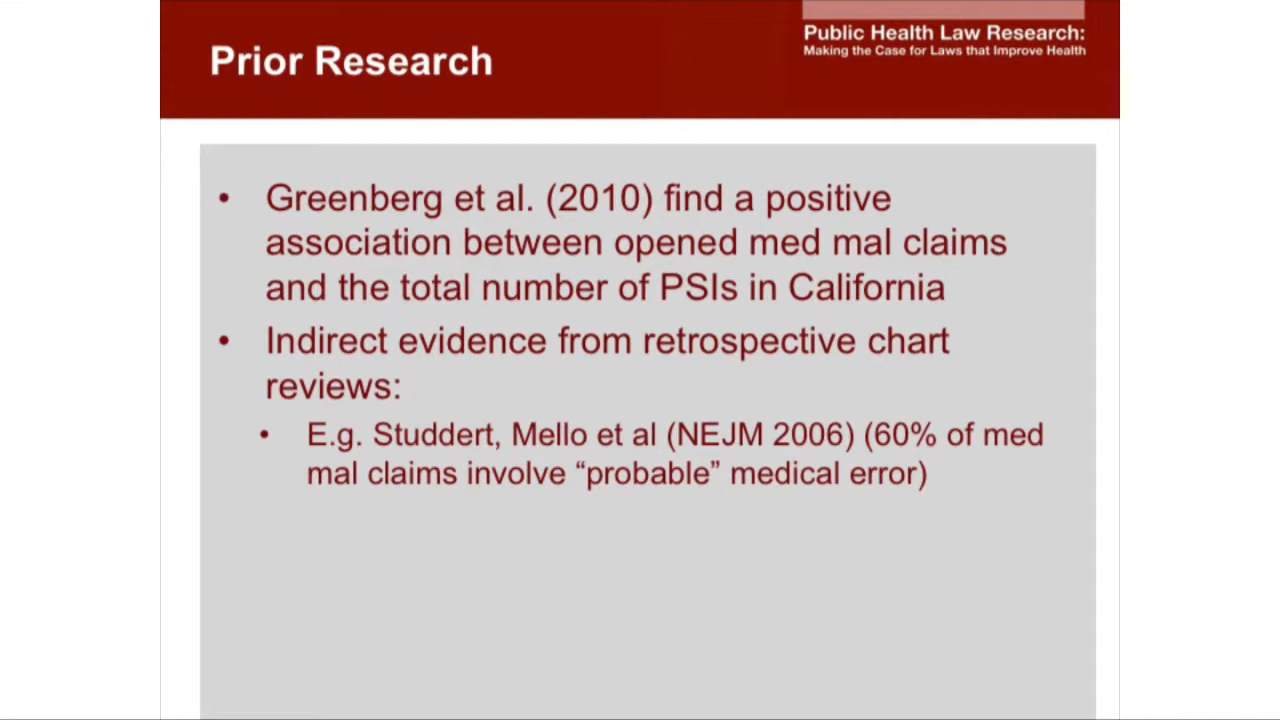 Prior Research
Public Health Law Research:
Making the Case for Laws that Improve Health
• Greenberg et al. (2010) find a positive
association between opened med mal claims
and the total number of PSIs in California
• Indirect evidence from retrospective chart
reviews:
• E.g. Studdert, Mello et al (NEJM 2006) (60% of med
mal claims involve “probable” medical error)